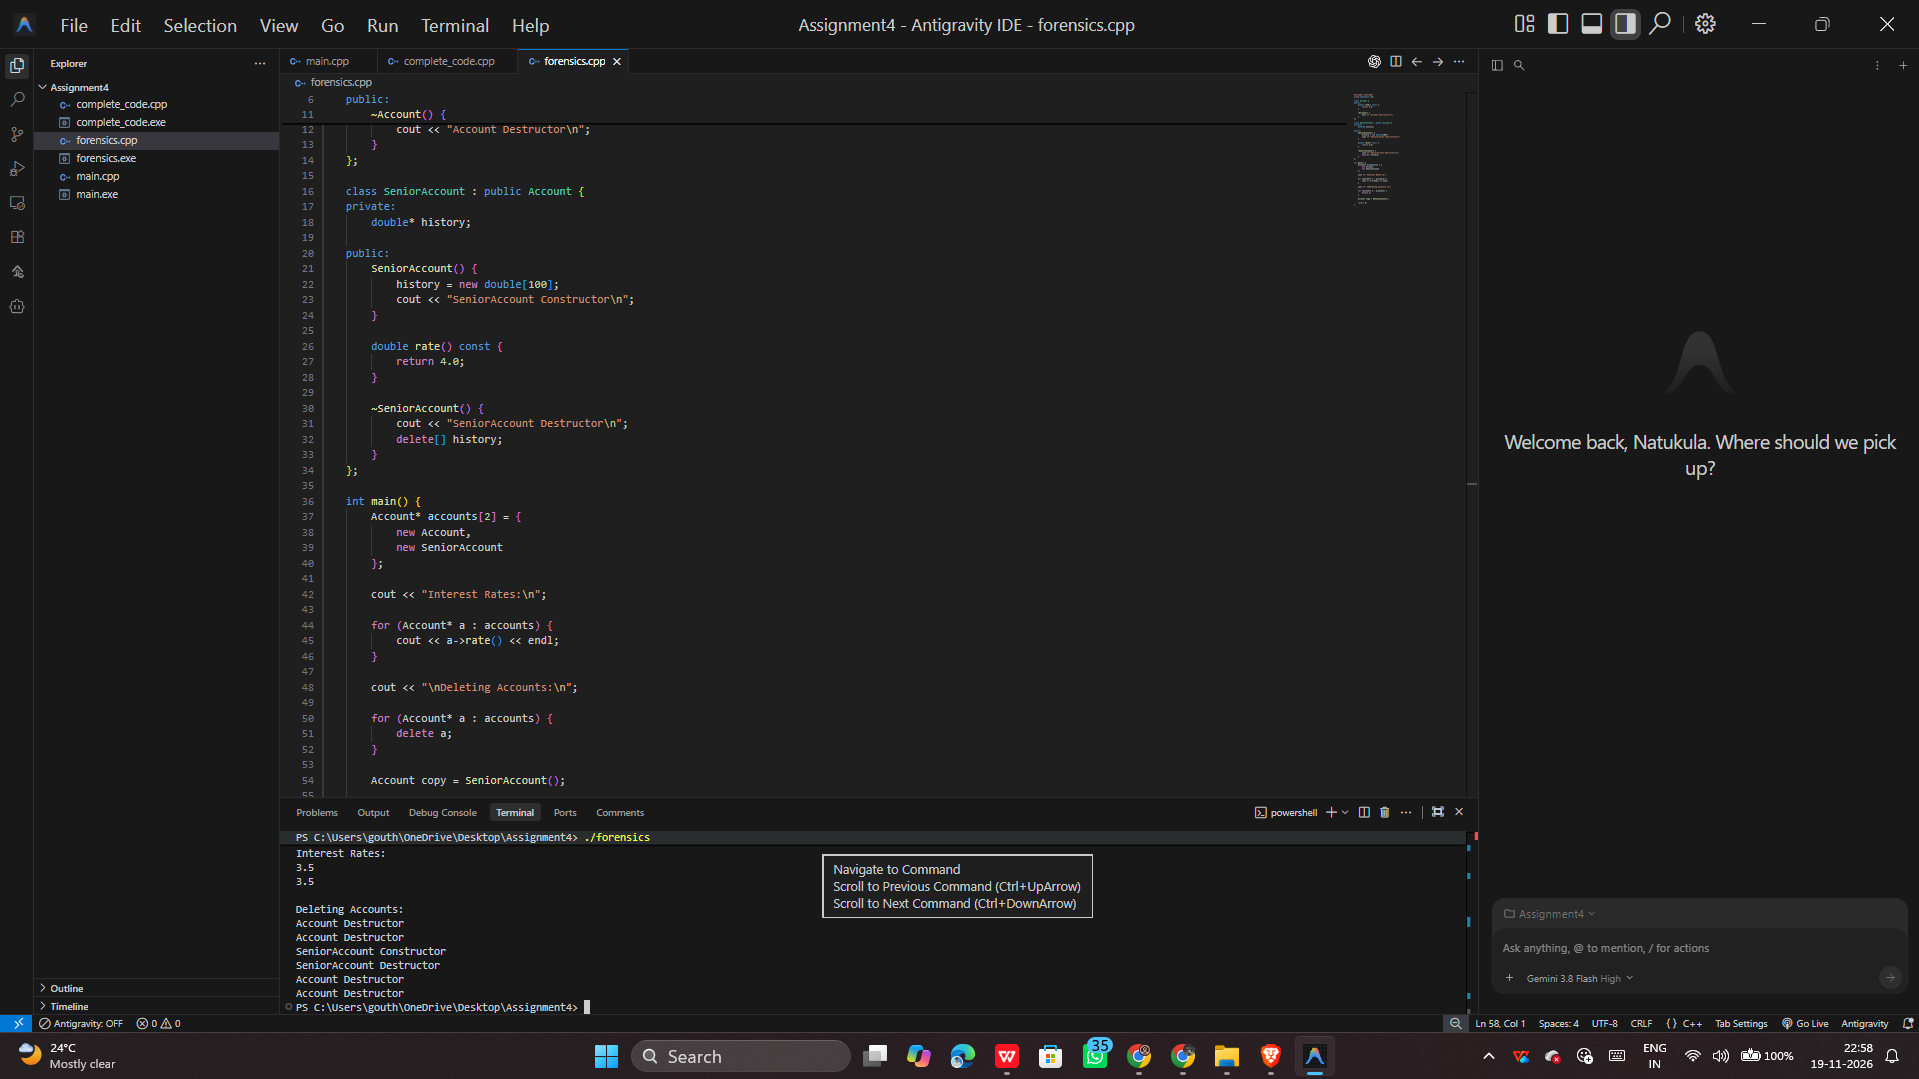 File Edit Selection View Go Run Terminal Help
Assignment4 - Antigravity IDE - forensics.cpp
Explorer
Assignment4
complete_code.cpp
complete_code.exe
forensics.cpp
forensics.exe
main.cpp
main.exe
Outline
Timeline
main.cpp complete_code.cpp forensics.cpp
forensics.cpp
6 public:
11 ~Account() {
12 cout << "Account Destructor\n";
13 }
14 };
15
16 class SeniorAccount : public Account {
17 private:
18 double* history;
19
20 public:
21 SeniorAccount() {
22 history = new double[100];
23 cout << "SeniorAccount Constructor\n";
24 }
25
26 double rate() const {
27 return 4.0;
28 }
29
30 ~SeniorAccount() {
31 cout << "SeniorAccount Destructor\n";
32 delete[] history;
33 }
34 };
35
36 int main() {
37 Account* accounts[2] = {
38 new Account,
39 new SeniorAccount
40 };
41
42 cout << "Interest Rates:\n";
43
44 for (Account* a : accounts) {
45 cout << a->rate() << endl;
46 }
47
48 cout << "\nDeleting Accounts:\n";
49
50 for (Account* a : accounts) {
51 delete a;
52 }
53
54 Account copy = SeniorAccount();
55
Problems Output Debug Console Terminal Ports Comments
powershell
PS C:\Users\gouth\OneDrive\Desktop\Assignment4> ./forensics
Interest Rates:
3.5
3.5
Deleting Accounts:
Account Destructor
Account Destructor
SeniorAccount Constructor
SeniorAccount Destructor
Account Destructor
Account Destructor
PS C:\Users\gouth\OneDrive\Desktop\Assignment4>
Navigate to Command
Scroll to Previous Command (Ctrl+UpArrow)
Scroll to Next Command (Ctrl+DownArrow)
Welcome back, Natukula. Where should we pick
up?
Assignment4
Ask anything, @ to mention, / for actions
Gemini 3.8 Flash High
Antigravity: OFF 0 0
Ln 58, Col 1 Spaces: 4 UTF-8 CRLF {} C++ Tab Settings Go Live Antigravity
24°C
Mostly clear
Search
35
ENG
IN
100%
22:58
19-11-2026